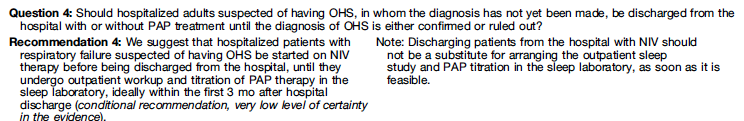 Question 4: Should hospitalized adults suspected of having OHS, in whom the diagnosis has not yet been made, be discharged from the
hospital with or without PAP treatment until the diagnosis of OHS is either confirmed or ruled out?
Recommendation 4: We suggest that hospitalized patients with
respiratory failure suspected of having OHS be started on NIV
therapy before being discharged from the hospital, until they
undergo outpatient workup and titration of PAP therapy in the
sleep laboratory, ideally within the first 3 mo after hospital
discharge (conditional recommendation, very low level of certainty
in the evidence).
Note: Discharging patients from the hospital with NIV should
not be a substitute for arranging the outpatient sleep
study and PAP titration in the sleep laboratory, as soon as it is
feasible.